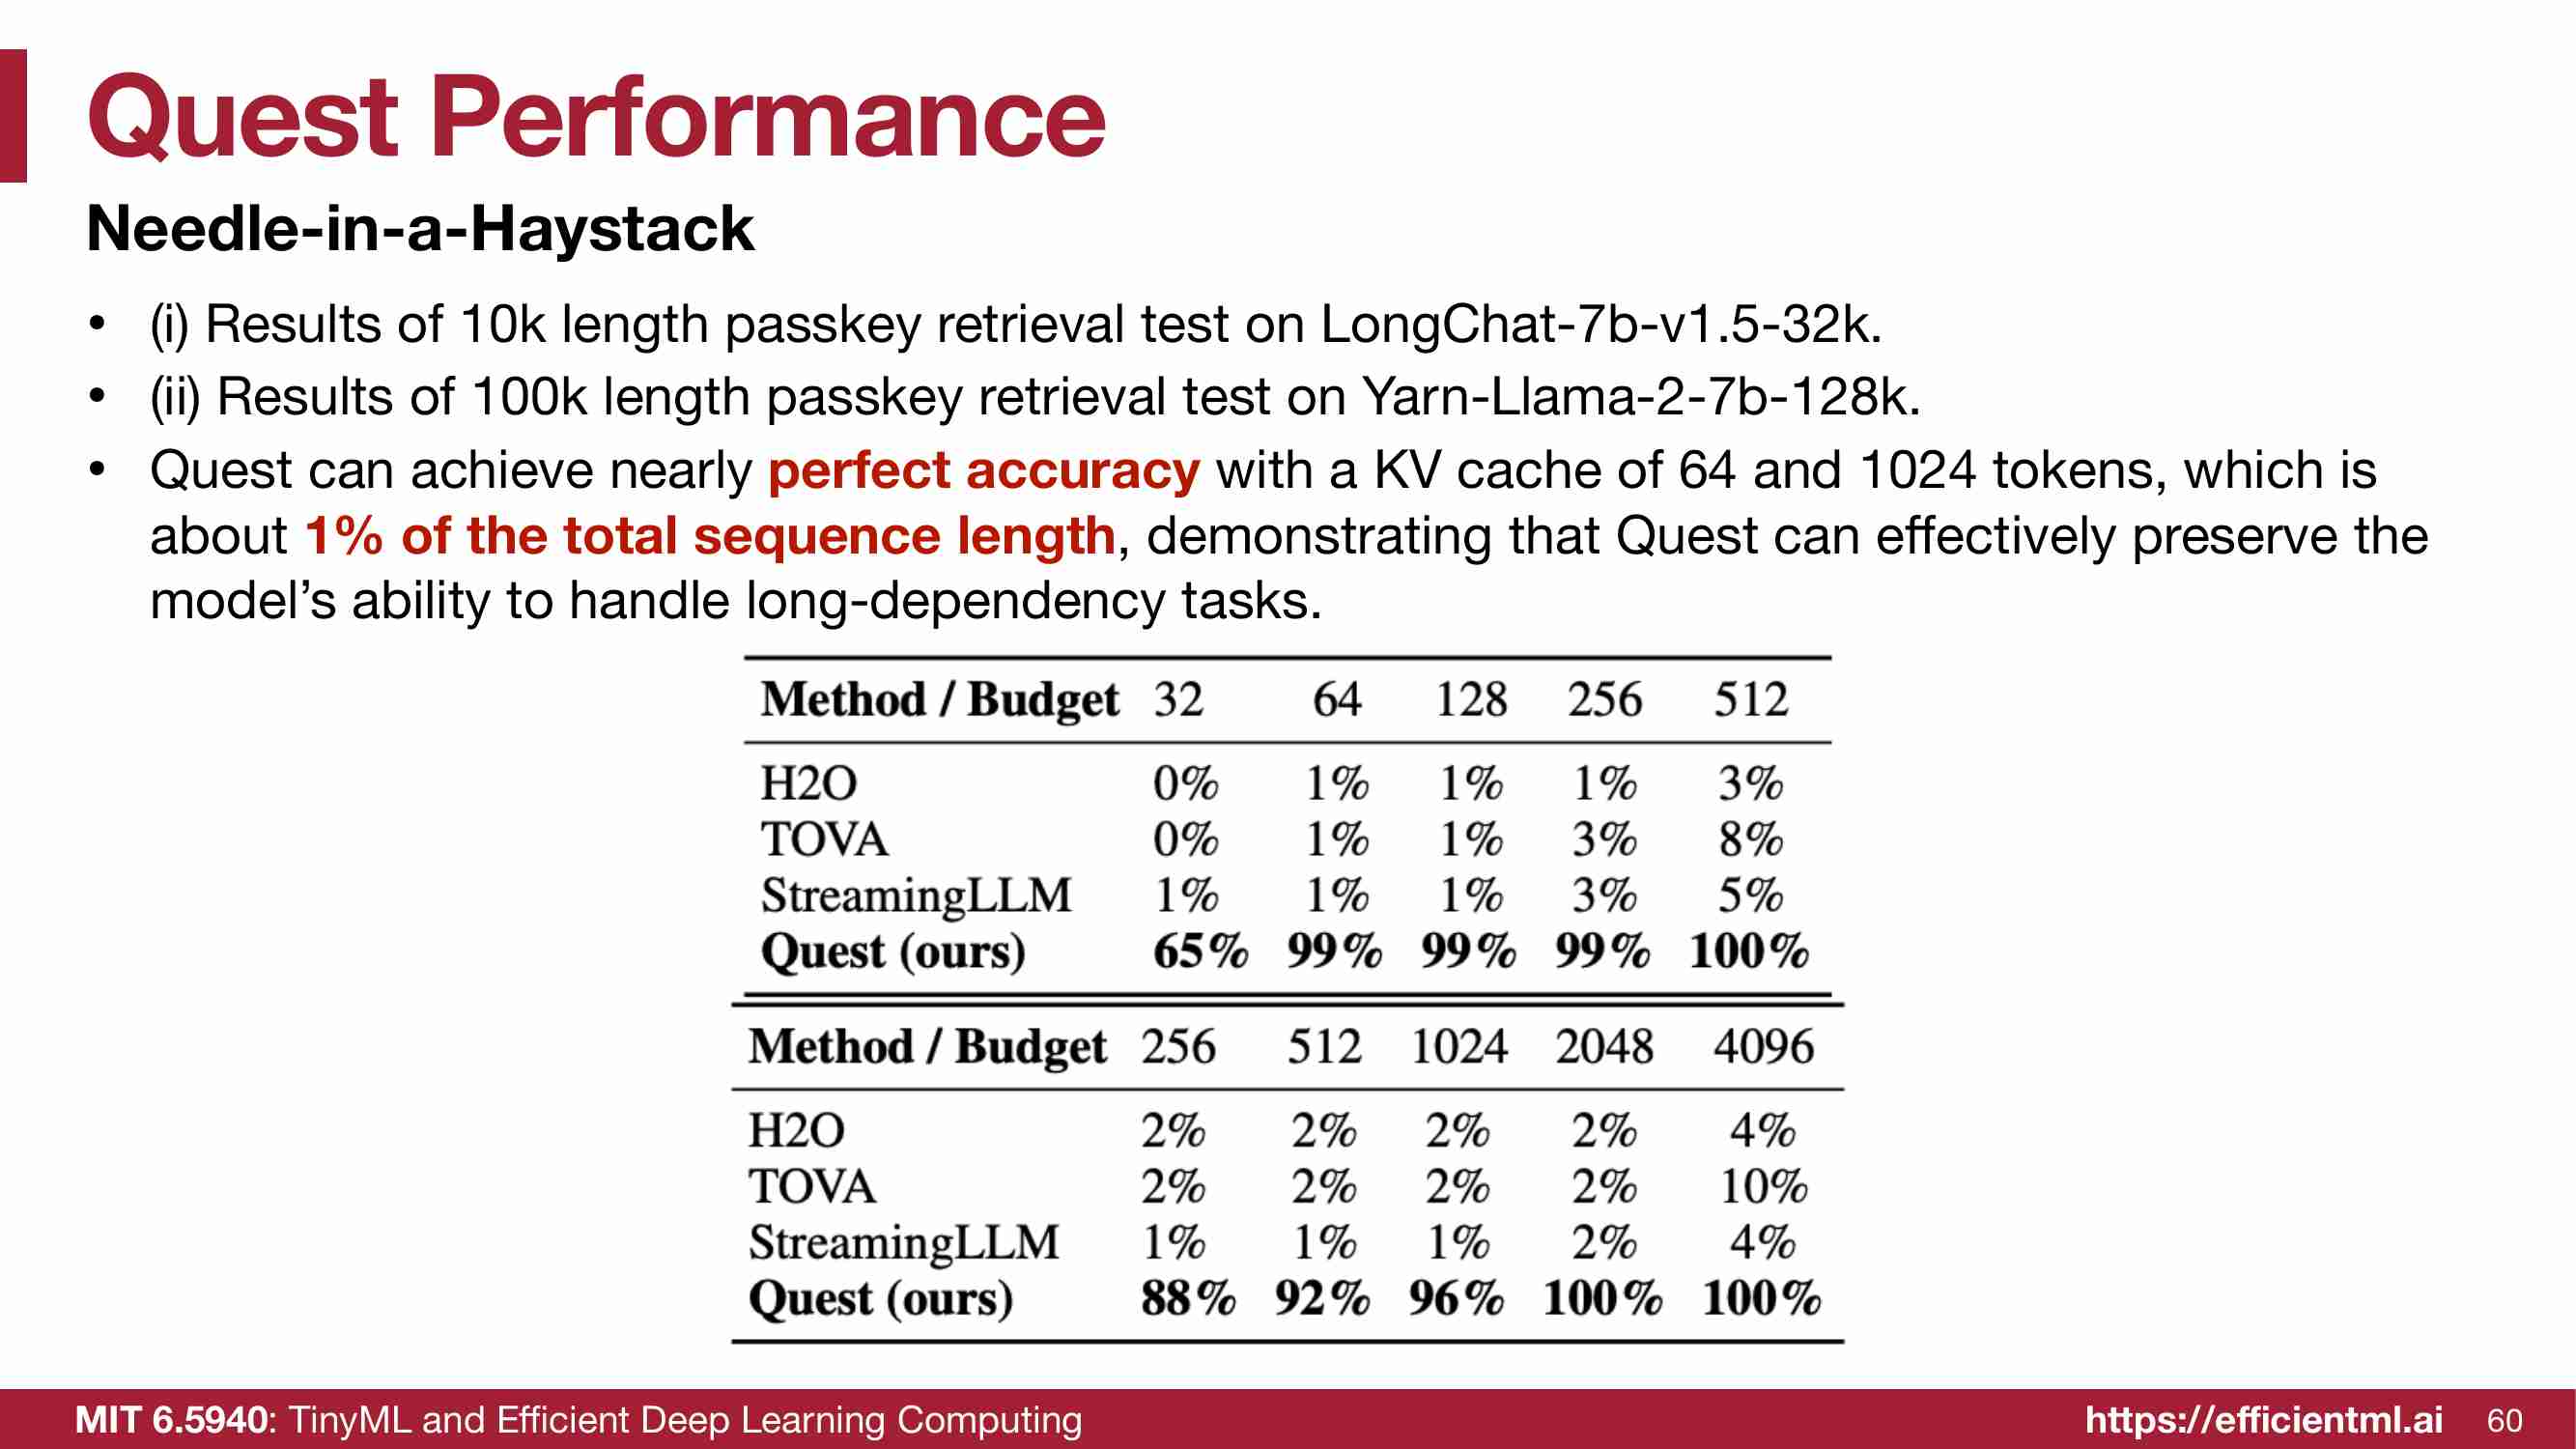 Quest Performance
Needle-in-a-Haystack
• (i) Results of 10k length passkey retrieval test on LongChat-7b-v1.5-32k.
• (ii) Results of 100k length passkey retrieval test on Yarn-Llama-2-7b-128k.
• Quest can achieve nearly perfect accuracy with a KV cache of 64 and 1024 tokens, which is
about 1% of the total sequence length, demonstrating that Quest can effectively preserve the
model’s ability to handle long-dependency tasks.
Method / Budget 32 64 128 256 512
H2O 0% 1% 1% 1% 3%
TOVA 0% 1% 1% 3% 8%
StreamingLLM 1% 1% 1% 3% 5%
Quest (ours) 65% 99% 99% 99% 100%
Method / Budget 256 512 1024 2048 4096
H2O 2% 2% 2% 2% 4%
TOVA 2% 2% 2% 2% 10%
StreamingLLM 1% 1% 1% 2% 4%
Quest (ours) 88% 92% 96% 100% 100%
MIT 6.5940: TinyML and Efficient Deep Learning Computing
https://efficientml.ai 60